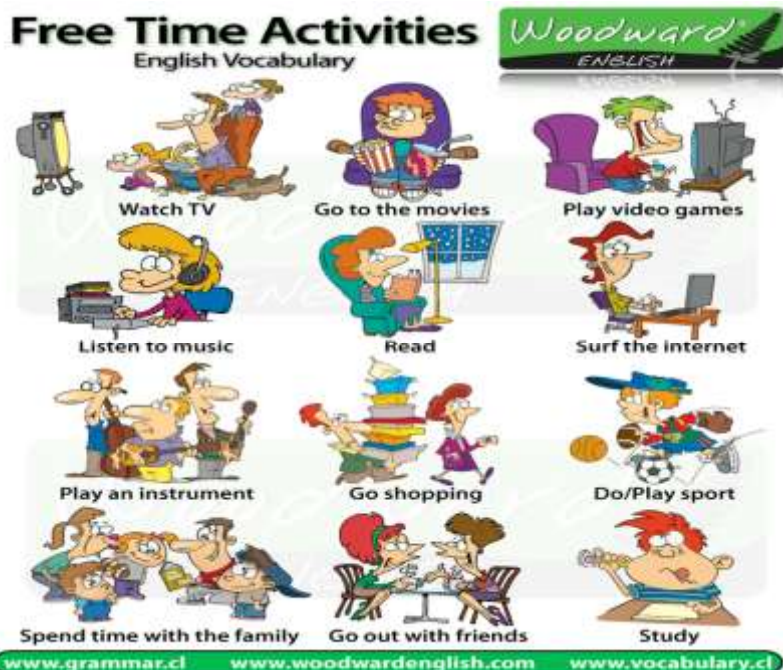 Free Time Activities
English Vocabulary
Woodward®
ENGLISH
Watch TV
Go to the movies
Play video games
Listen to music
Read
Surf the internet
Play an instrument
Go shopping
Do/Play sport
Spend time with the family
Go out with friends
Study
www.grammar.cl
www.woodwardenglish.com
www.vocabulary.cl